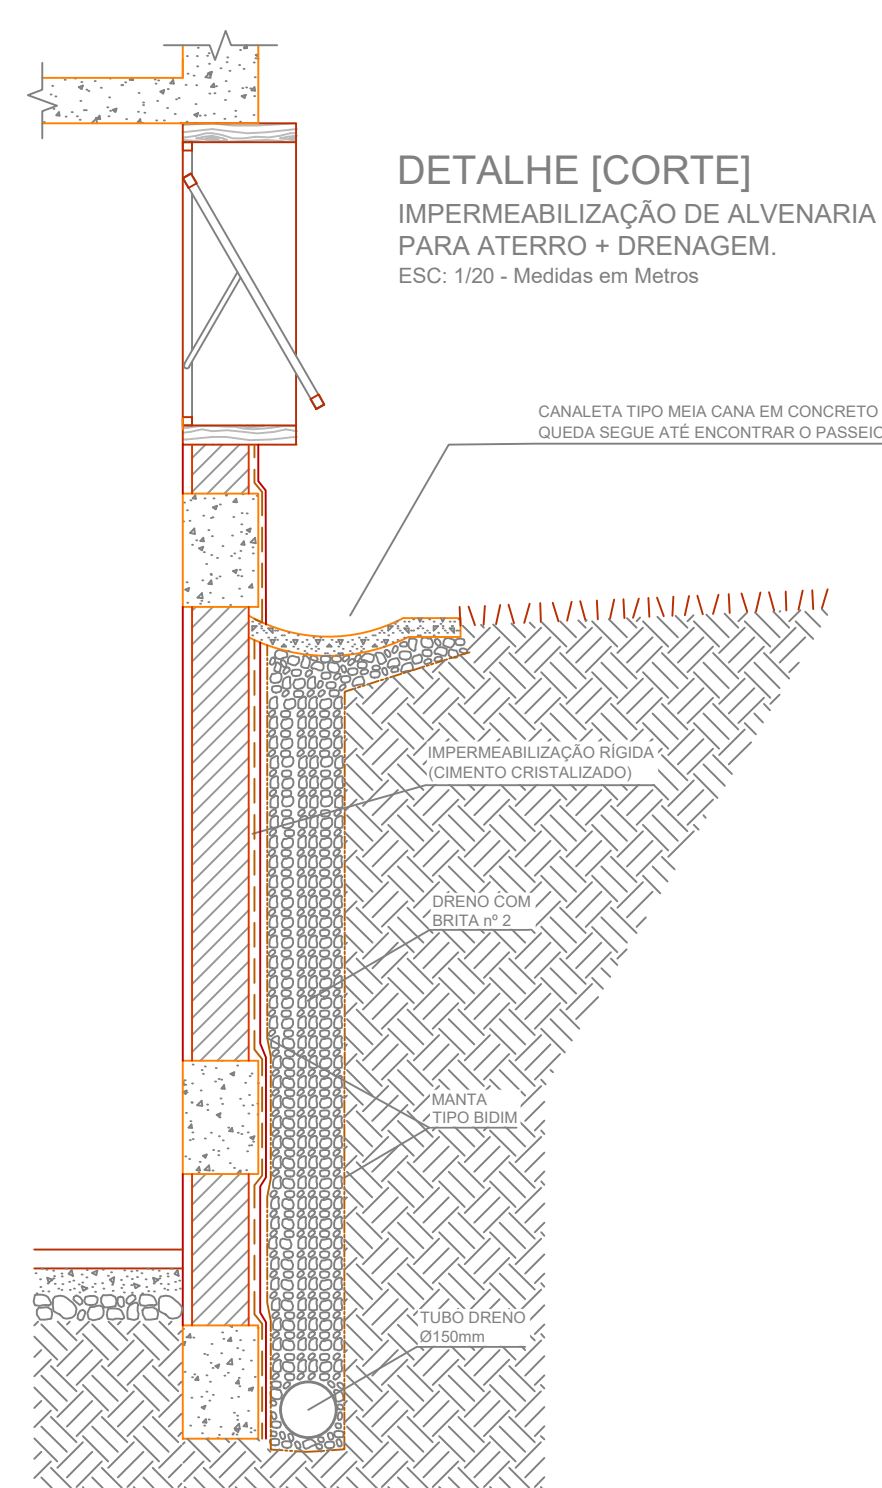 DETALHE [CORTE]
IMPERMEABILIZAÇÃO DE ALVENARIA
PARA ATERRO + DRENAGEM.
ESC: 1/20 - Medidas em Metros
CANALETA TIPO MEIA CANA EM CONCRETO
QUEDA SEGUE ATÉ ENCONTRAR O PASSEIO
IMPERMEABILIZAÇÃO RÍGIDA
(CIMENTO CRISTALIZADO)
DRENO COM
BRITA nº 2
MANTA
TIPO BIDIM
TUBO DRENO
Ø150mm